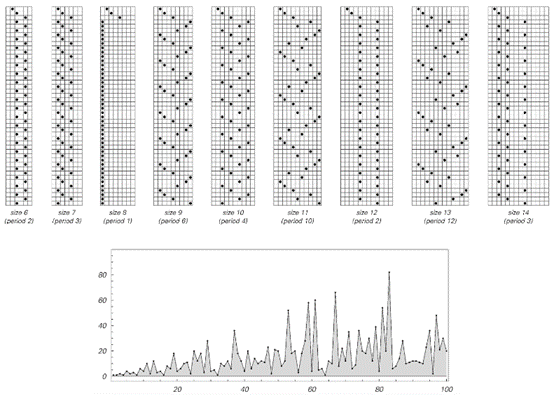 size 6 size 7 size 8 size 9 size 10 size 11 size 12 size 13 size 14
(period 2) (period 3) (period 1) (period 6) (period 4) (period 10) (period 2) (period 12) (period 3)
80
60
40
20
0
20 40 60 80 100